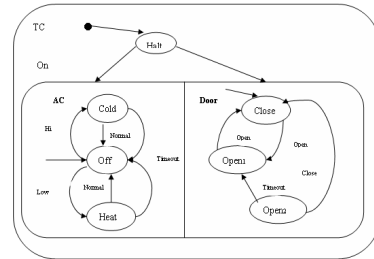 TC
Halt
On
AC
Door
Cold
Close
Hi
Normal
Open
Open
Off
Timeout
Open1
Close
Low
Normal
Timeout
Heat
Open2